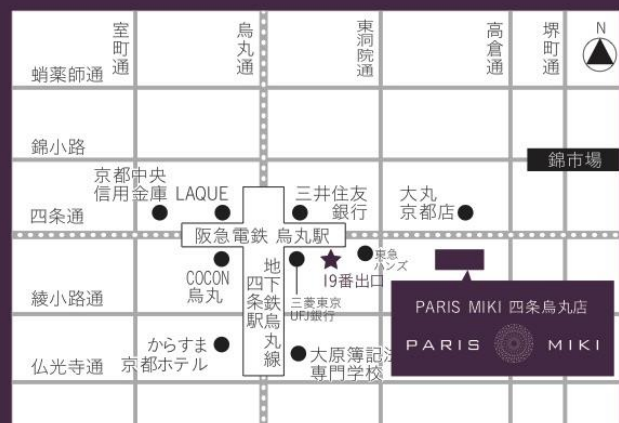 室町通
烏丸通
東洞院通
高倉通
堺町通
N
蛸薬師通
錦小路
錦市場
京都中央
信用金庫
LAQUE
三井住友
銀行
大丸
京都店
四条通
阪急電鉄 烏丸駅
東急
ハンズ
19番出口
COCON
烏丸
地下鉄烏丸線
四条駅
三菱東京
UFJ銀行
綾小路通
PARIS MIKI 四条烏丸店
PARIS MIKI
からすま
京都ホテル
大原簿記法
専門学校
仏光寺通